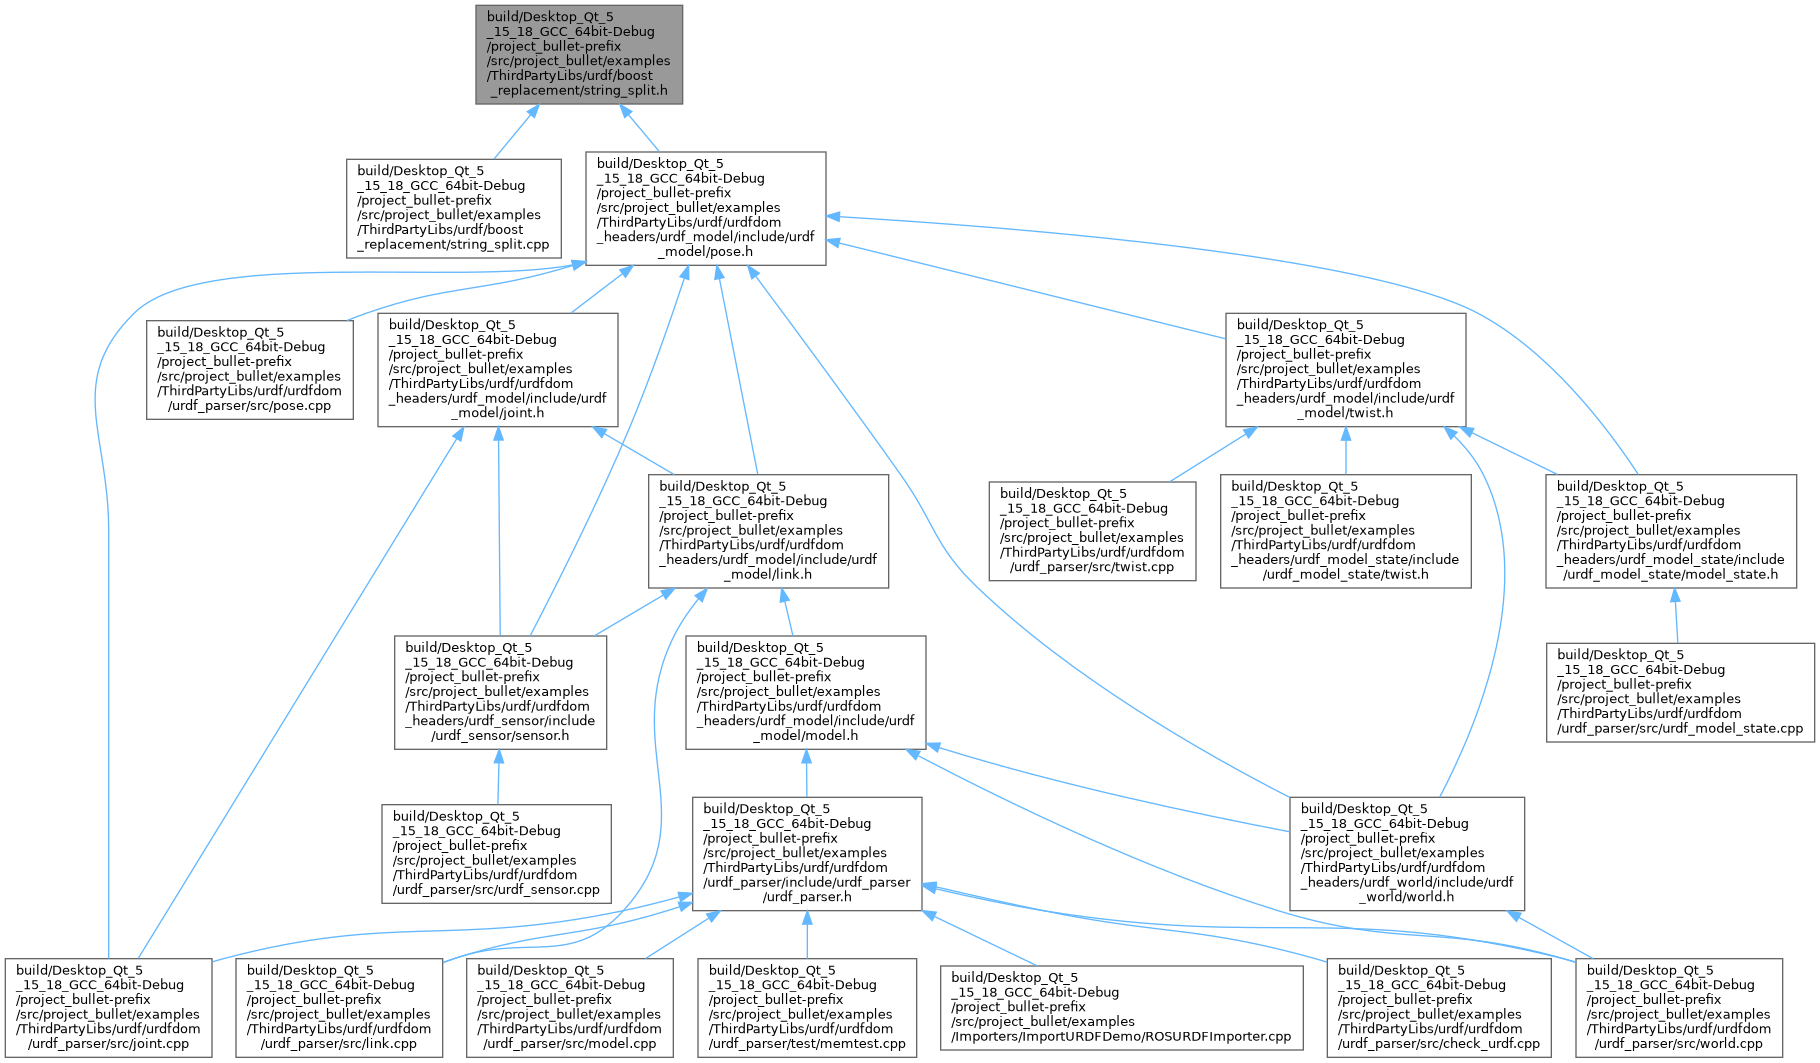 build/Desktop_Qt_5
_15_18_GCC_64bit-Debug
/project_bullet-prefix
/src/project_bullet/examples
/ThirdPartyLibs/urdf/boost
_replacement/string_split.h
build/Desktop_Qt_5
_15_18_GCC_64bit-Debug
/project_bullet-prefix
/src/project_bullet/examples
/ThirdPartyLibs/urdf/boost
_replacement/string_split.cpp
build/Desktop_Qt_5
_15_18_GCC_64bit-Debug
/project_bullet-prefix
/src/project_bullet/examples
/ThirdPartyLibs/urdf/urdfdom
_headers/urdf_model/include/urdf
_model/pose.h
build/Desktop_Qt_5
_15_18_GCC_64bit-Debug
/project_bullet-prefix
/src/project_bullet/examples
/ThirdPartyLibs/urdf/urdfdom
/urdf_parser/src/pose.cpp
build/Desktop_Qt_5
_15_18_GCC_64bit-Debug
/project_bullet-prefix
/src/project_bullet/examples
/ThirdPartyLibs/urdf/urdfdom
_headers/urdf_model/include/urdf
_model/joint.h
build/Desktop_Qt_5
_15_18_GCC_64bit-Debug
/project_bullet-prefix
/src/project_bullet/examples
/ThirdPartyLibs/urdf/urdfdom
_headers/urdf_model/include/urdf
_model/twist.h
build/Desktop_Qt_5
_15_18_GCC_64bit-Debug
/project_bullet-prefix
/src/project_bullet/examples
/ThirdPartyLibs/urdf/urdfdom
_headers/urdf_model/include/urdf
_model/link.h
build/Desktop_Qt_5
_15_18_GCC_64bit-Debug
/project_bullet-prefix
/src/project_bullet/examples
/ThirdPartyLibs/urdf/urdfdom
/urdf_parser/src/twist.cpp
build/Desktop_Qt_5
_15_18_GCC_64bit-Debug
/project_bullet-prefix
/src/project_bullet/examples
/ThirdPartyLibs/urdf/urdfdom
_headers/urdf_model_state/include
/urdf_model_state/twist.h
build/Desktop_Qt_5
_15_18_GCC_64bit-Debug
/project_bullet-prefix
/src/project_bullet/examples
/ThirdPartyLibs/urdf/urdfdom
_headers/urdf_model_state/include
/urdf_model_state/model_state.h
build/Desktop_Qt_5
_15_18_GCC_64bit-Debug
/project_bullet-prefix
/src/project_bullet/examples
/ThirdPartyLibs/urdf/urdfdom
_headers/urdf_sensor/include
/urdf_sensor/sensor.h
build/Desktop_Qt_5
_15_18_GCC_64bit-Debug
/project_bullet-prefix
/src/project_bullet/examples
/ThirdPartyLibs/urdf/urdfdom
_headers/urdf_model/include/urdf
_model/model.h
build/Desktop_Qt_5
_15_18_GCC_64bit-Debug
/project_bullet-prefix
/src/project_bullet/examples
/ThirdPartyLibs/urdf/urdfdom
/urdf_parser/src/urdf_model_state.cpp
build/Desktop_Qt_5
_15_18_GCC_64bit-Debug
/project_bullet-prefix
/src/project_bullet/examples
/ThirdPartyLibs/urdf/urdfdom
/urdf_parser/src/urdf_sensor.cpp
build/Desktop_Qt_5
_15_18_GCC_64bit-Debug
/project_bullet-prefix
/src/project_bullet/examples
/ThirdPartyLibs/urdf/urdfdom
/urdf_parser/include/urdf_parser
/urdf_parser.h
build/Desktop_Qt_5
_15_18_GCC_64bit-Debug
/project_bullet-prefix
/src/project_bullet/examples
/ThirdPartyLibs/urdf/urdfdom
_headers/urdf_world/include/urdf
_world/world.h
build/Desktop_Qt_5
_15_18_GCC_64bit-Debug
/project_bullet-prefix
/src/project_bullet/examples
/ThirdPartyLibs/urdf/urdfdom
/urdf_parser/src/joint.cpp
build/Desktop_Qt_5
_15_18_GCC_64bit-Debug
/project_bullet-prefix
/src/project_bullet/examples
/ThirdPartyLibs/urdf/urdfdom
/urdf_parser/src/link.cpp
build/Desktop_Qt_5
_15_18_GCC_64bit-Debug
/project_bullet-prefix
/src/project_bullet/examples
/ThirdPartyLibs/urdf/urdfdom
/urdf_parser/src/model.cpp
build/Desktop_Qt_5
_15_18_GCC_64bit-Debug
/project_bullet-prefix
/src/project_bullet/examples
/ThirdPartyLibs/urdf/urdfdom
/urdf_parser/test/memtest.cpp
build/Desktop_Qt_5
_15_18_GCC_64bit-Debug
/project_bullet-prefix
/src/project_bullet/examples
/Importers/ImportURDFDemo/ROSURDFImporter.cpp
build/Desktop_Qt_5
_15_18_GCC_64bit-Debug
/project_bullet-prefix
/src/project_bullet/examples
/ThirdPartyLibs/urdf/urdfdom
/urdf_parser/src/check_urdf.cpp
build/Desktop_Qt_5
_15_18_GCC_64bit-Debug
/project_bullet-prefix
/src/project_bullet/examples
/ThirdPartyLibs/urdf/urdfdom
/urdf_parser/src/world.cpp